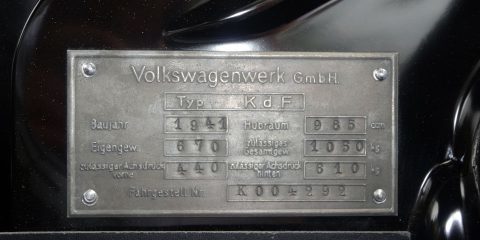 Volkswagenwerk GmbH.
Typ KdF
Baujahr 1941 Hubraum 985 ccm
Eigengew. 670 zulässiges Gesamtgew. 1050 kg
zulässiger Achsdruck vorne 440 zulässiger Achsdruck hinten 610 kg
Fahrgestell Nr. K004292